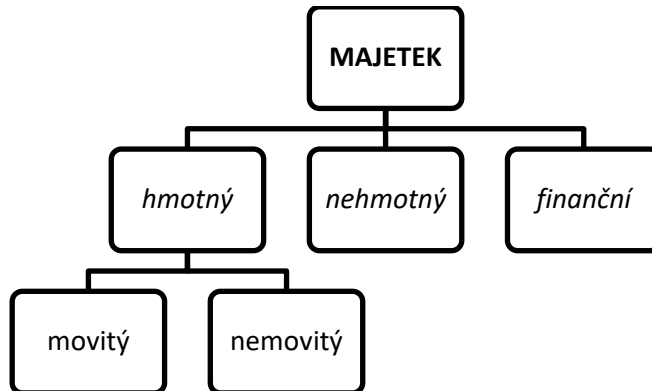 MAJETEK
hmotný
nehmotný
finanční
movitý
nemovitý